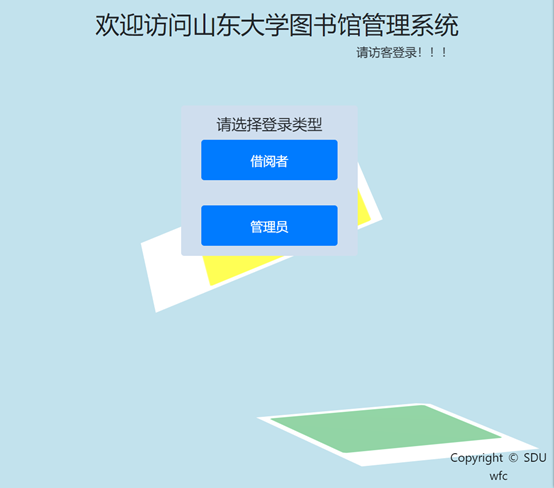 欢迎访问山东大学图书馆管理系统
请访客登录！！！
请选择登录类型
借阅者
管理员
Copyright © SDU
wfc